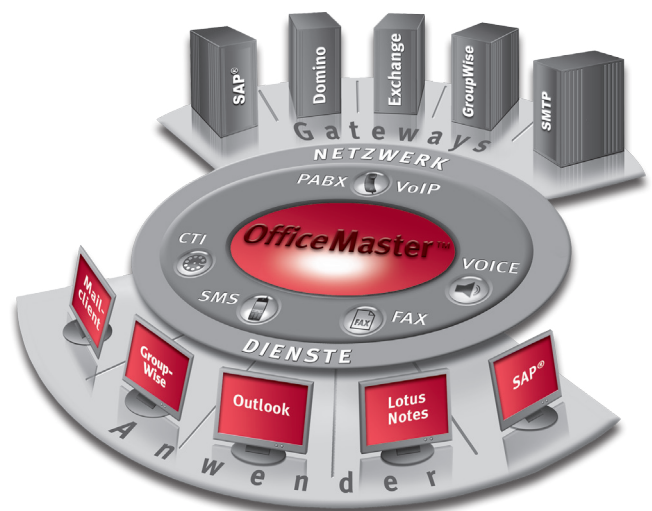 SAP®
Domino
Exchange
GroupWise
SMTP
Gateways
NETZWERK
PABX VoIP
OfficeMaster™
CTI
VOICE
SMS
FAX
FAX
DIENSTE
Mail-
client
Group-
Wise
Outlook
Lotus
Notes
SAP®
Anwender